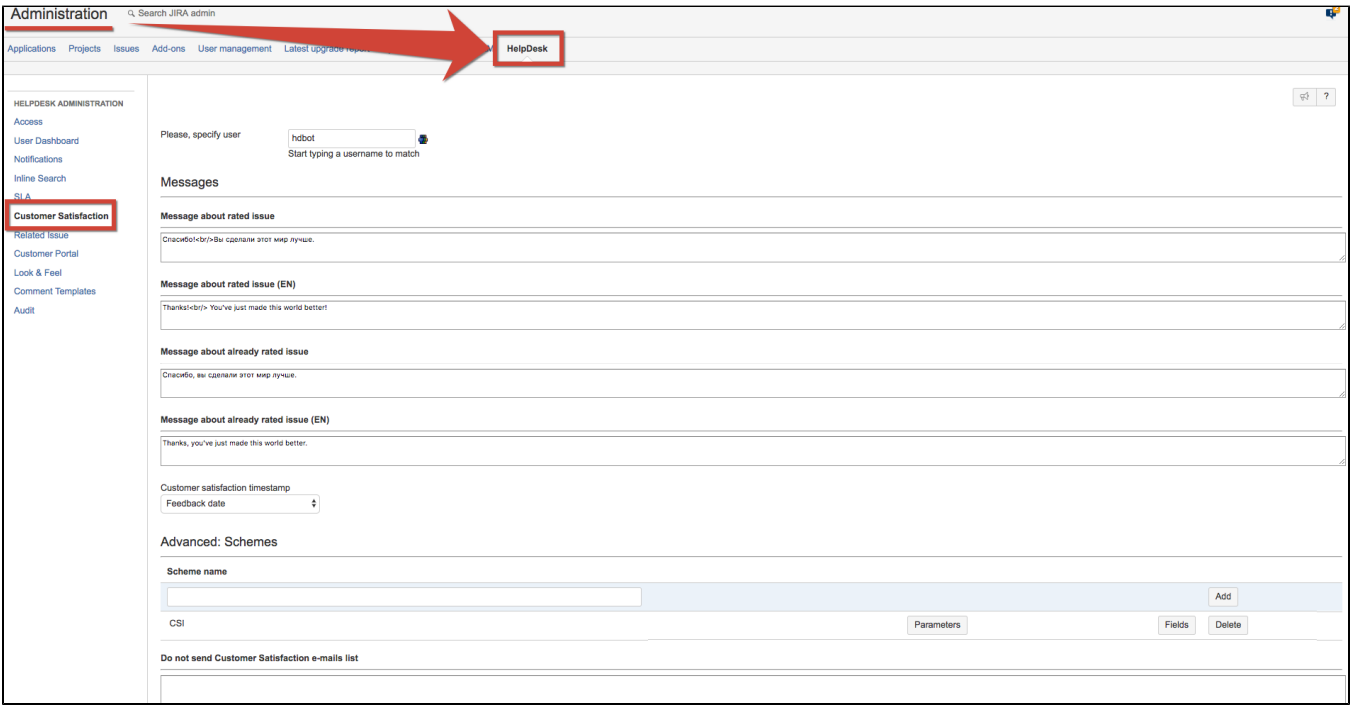 Administration
Search JIRA admin
Applications Projects Issues Add-ons User management Latest upgrade report HelpDesk
HELPDESK ADMINISTRATION
Access
User Dashboard
Notifications
Inline Search
SLA
Customer Satisfaction
Related Issue
Customer Portal
Look & Feel
Comment Templates
Audit
?
Please, specify user
hdbot
Start typing a username to match
Messages
Message about rated issue
Спасибо!<br/>Вы сделали этот мир лучше.
Message about rated issue (EN)
Thanks!<br/> You've just made this world better!
Message about already rated issue
Спасибо, вы сделали этот мир лучше.
Message about already rated issue (EN)
Thanks, you've just made this world better.
Customer satisfaction timestamp
Feedback date
Advanced: Schemes
Scheme name
Add
CSI Parameters Fields Delete
Do not send Customer Satisfaction e-mails list